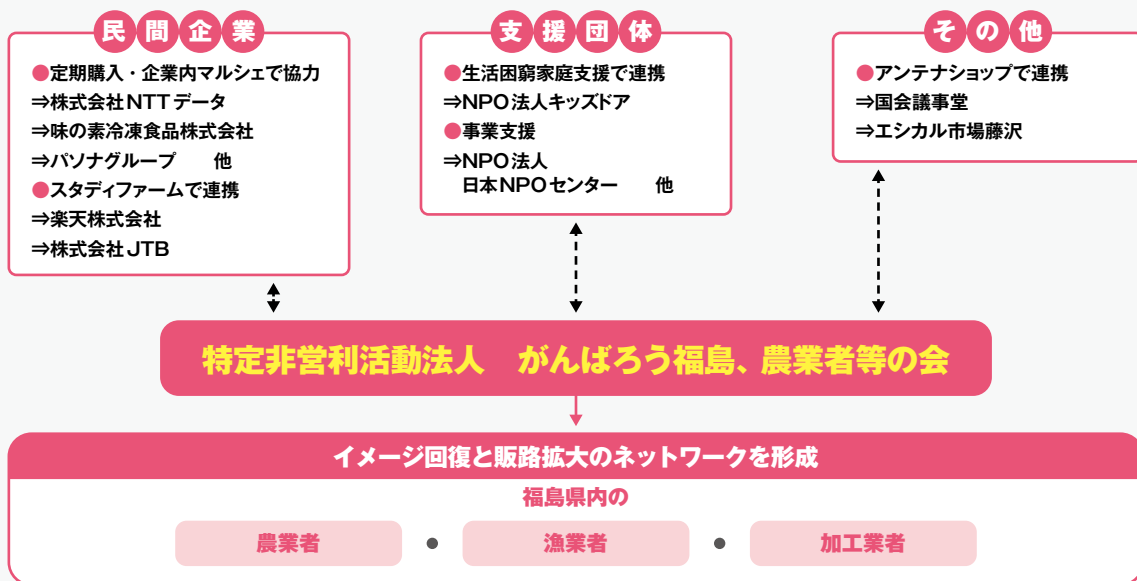 民間企業
●定期購入・企業内マルシェで協力
⇒株式会社NTTデータ
⇒味の素冷凍食品株式会社
⇒パソナグループ　他
●スタディファームで連携
⇒楽天株式会社
⇒株式会社JTB
支援団体
●生活困窮家庭支援で連携
⇒NPO法人キッズドア
●事業支援
⇒NPO法人
日本NPOセンター　他
その他
●アンテナショップで連携
⇒国会議事堂
⇒エシカル市場藤沢
特定非営利活動法人　がんばろう福島、農業者等の会
イメージ回復と販路拡大のネットワークを形成
福島県内の
農業者 ● 漁業者 ● 加工業者